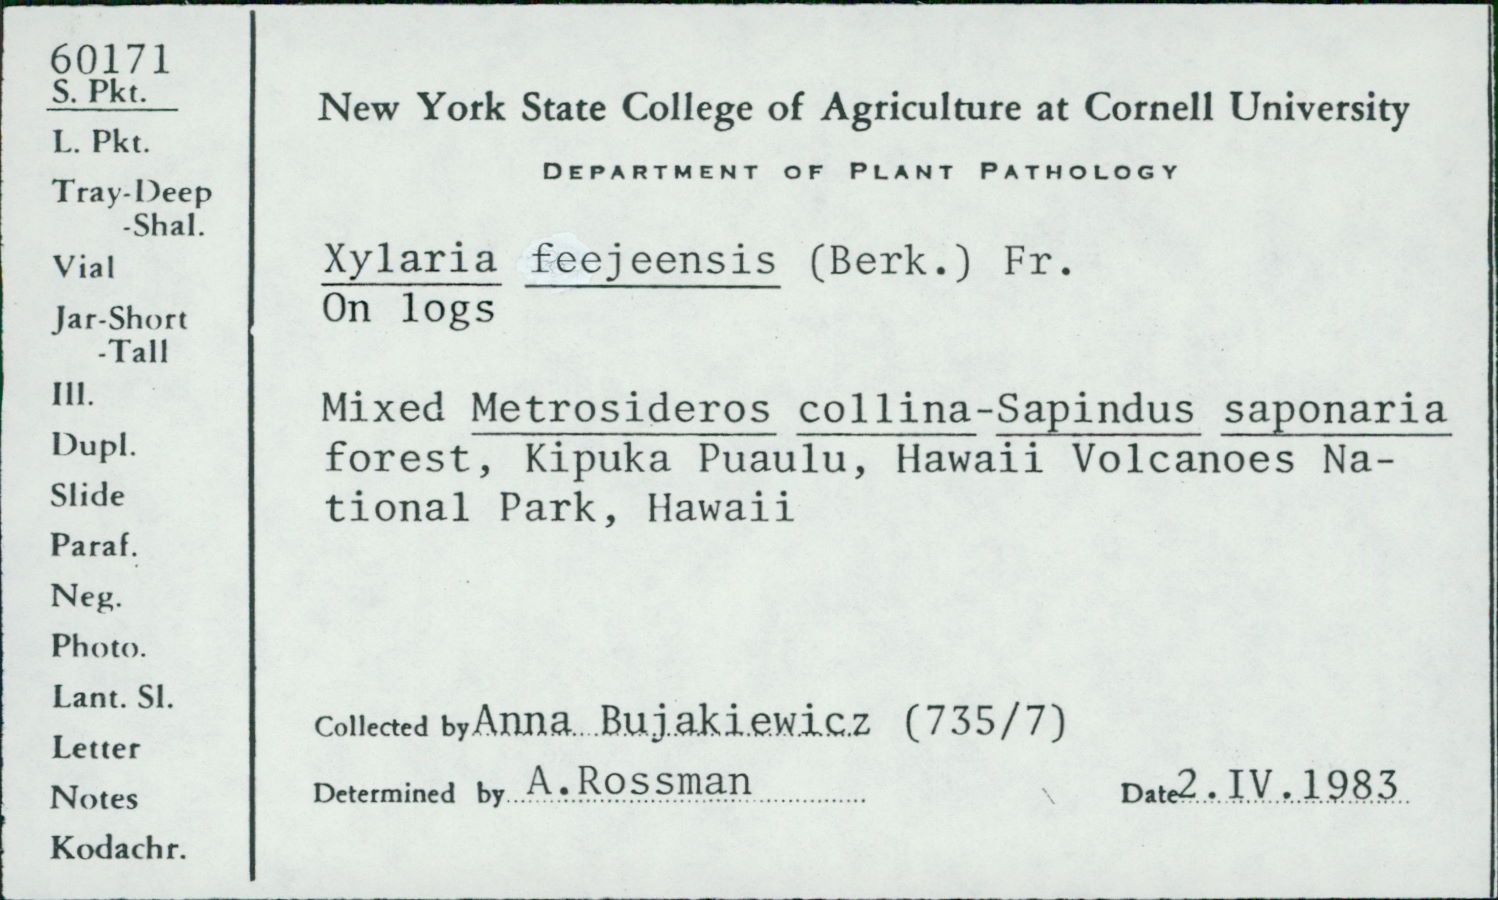 60171
S. Pkt.
L. Pkt.
Tray-Deep
-Shal.
Vial
Jar-Short
-Tall
Ill.
Dupl.
Slide
Paraf.
Neg.
Photo.
Lant. Sl.
Letter
Notes
Kodachr.
New York State College of Agriculture at Cornell University
DEPARTMENT OF PLANT PATHOLOGY
Xylaria feejeensis (Berk.) Fr.
On logs
Mixed Metrosideros collina-Sapindus saponaria
forest, Kipuka Puaulu, Hawaii Volcanoes Na-
tional Park, Hawaii
Collected by Anna Bujakiewicz (735/7)
Determined by A.Rossman Date 2.IV.1983